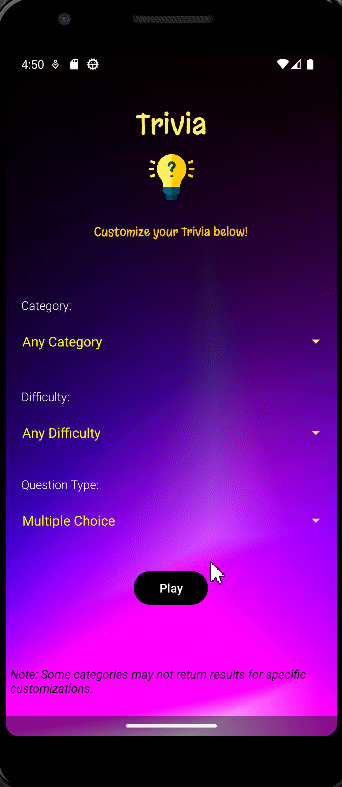 4:50
Trivia
?
Customize your Trivia below!
Category:
Any Category
Difficulty:
Any Difficulty
Question Type:
Multiple Choice
Play
Note: Some categories may not return results for specific
customizations.